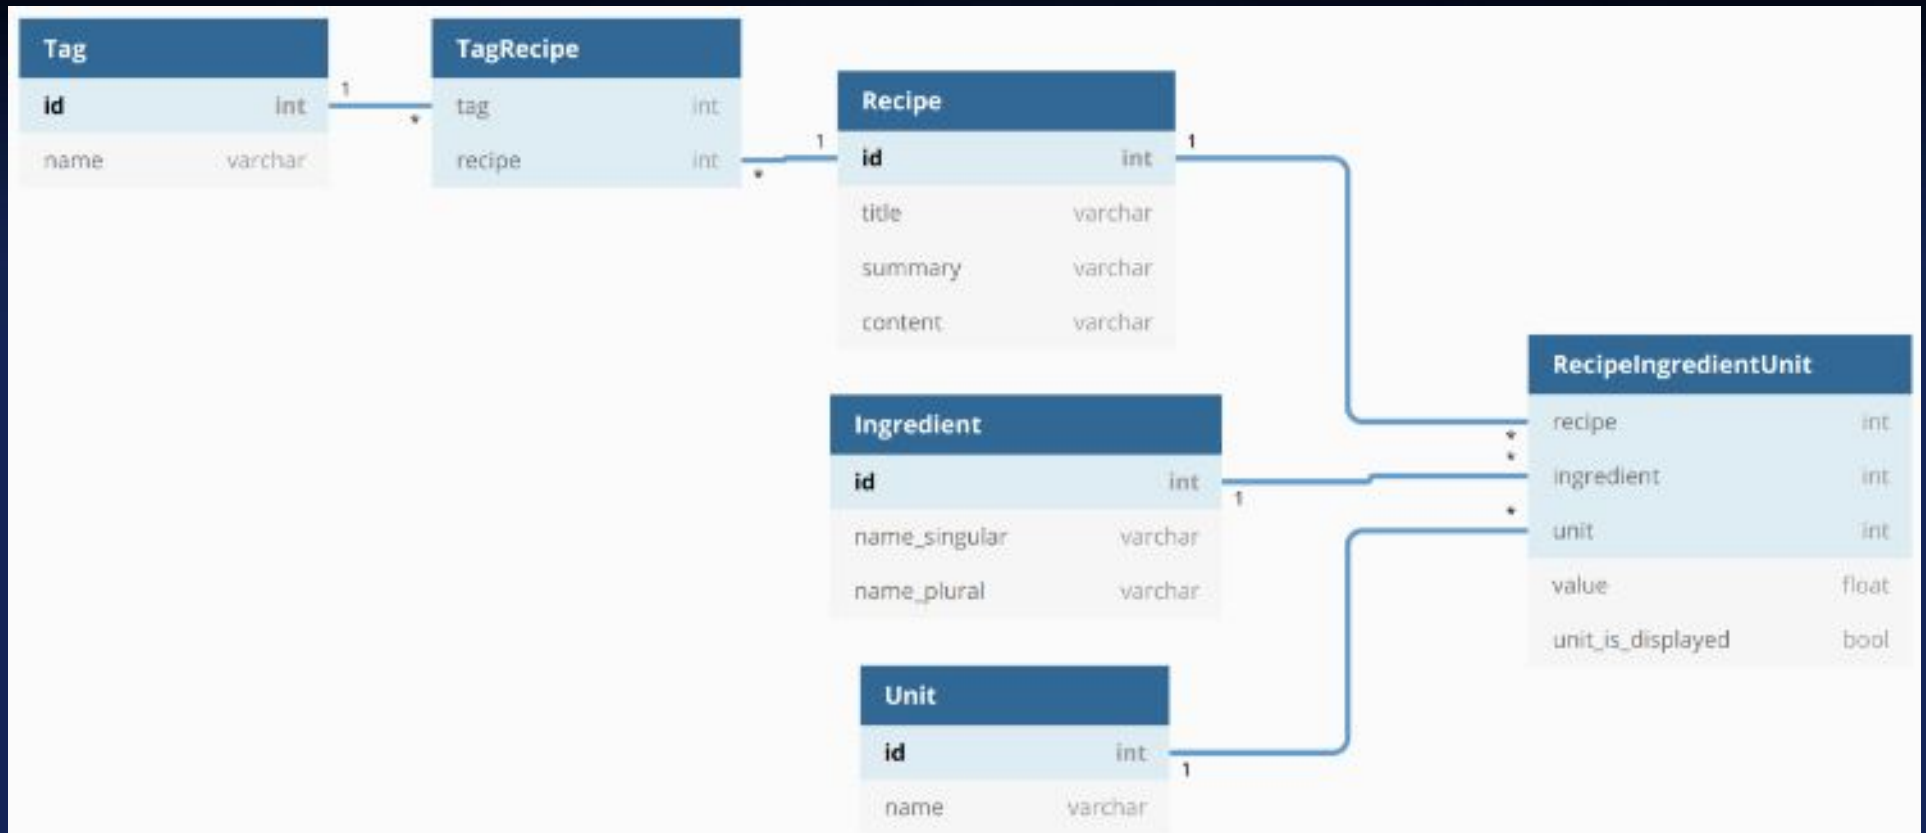 Tag
id int
name varchar
1
*
TagRecipe
tag int
recipe int
*
1
Recipe
id int
title varchar
summary varchar
content varchar
1
Ingredient
id int
name_singular varchar
name_plural varchar
1
Unit
id int
name varchar
1
*
*
*
RecipeIngredientUnit
recipe int
ingredient int
unit int
value float
unit_is_displayed bool